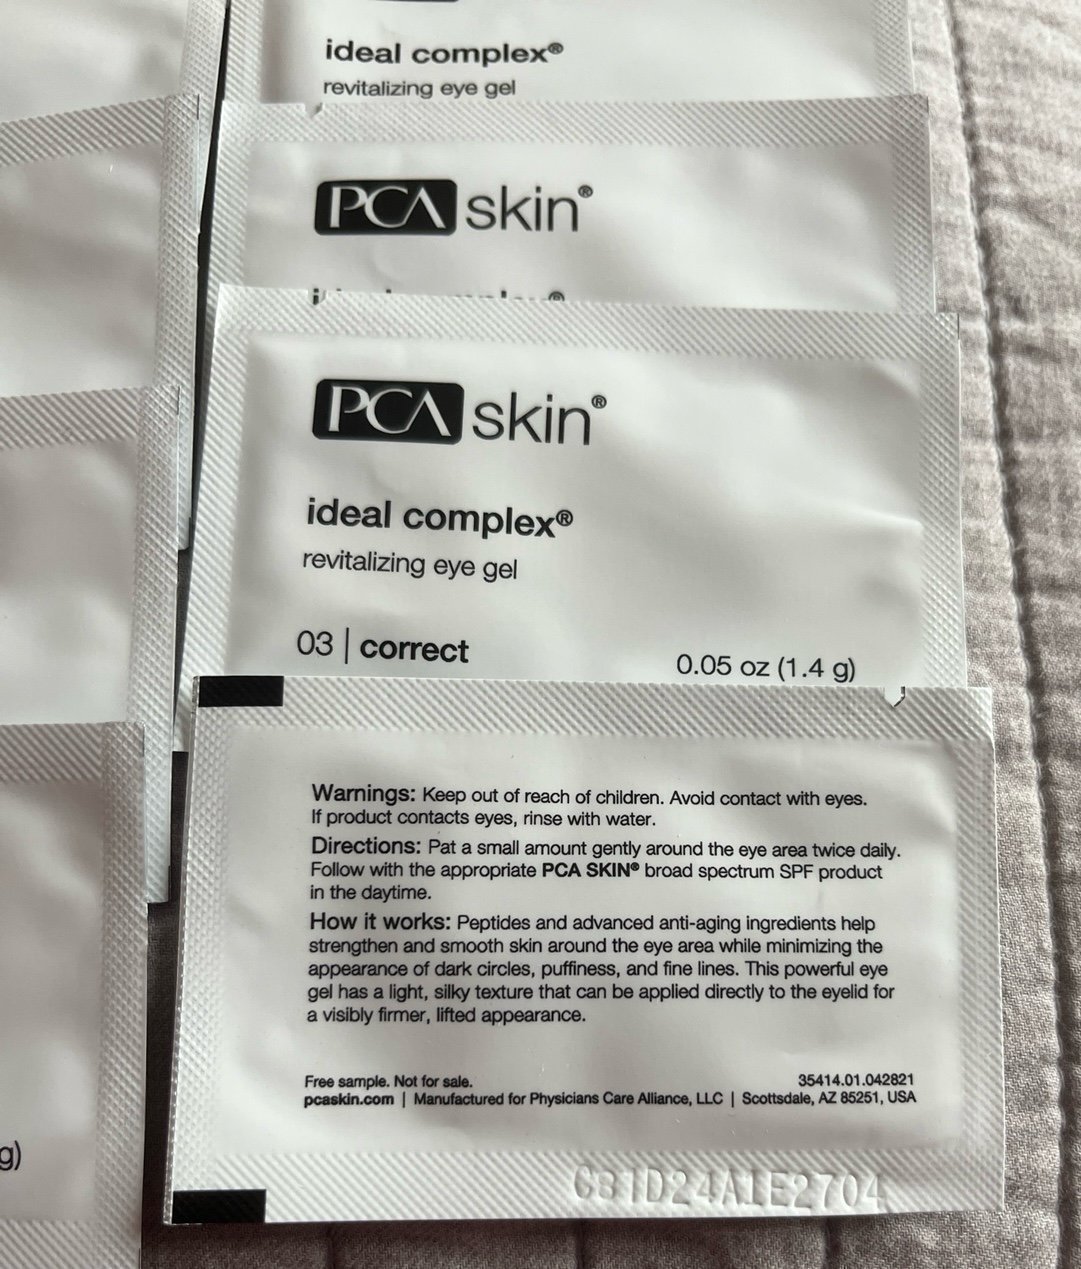 ideal complex®
revitalizing eye gel
PCA skin®
PCA skin®
ideal complex®
revitalizing eye gel
03 | correct
0.05 oz (1.4 g)
Warnings: Keep out of reach of children. Avoid contact with eyes.
If product contacts eyes, rinse with water.
Directions: Pat a small amount gently around the eye area twice daily.
Follow with the appropriate PCA SKIN® broad spectrum SPF product
in the daytime.
How it works: Peptides and advanced anti-aging ingredients help
strengthen and smooth skin around the eye area while minimizing the
appearance of dark circles, puffiness, and fine lines. This powerful eye
gel has a light, silky texture that can be applied directly to the eyelid for
a visibly firmer, lifted appearance.
Free sample. Not for sale.
35414.01.042821
pcaskin.com | Manufactured for Physicians Care Alliance, LLC | Scottsdale, AZ 85251, USA
g)